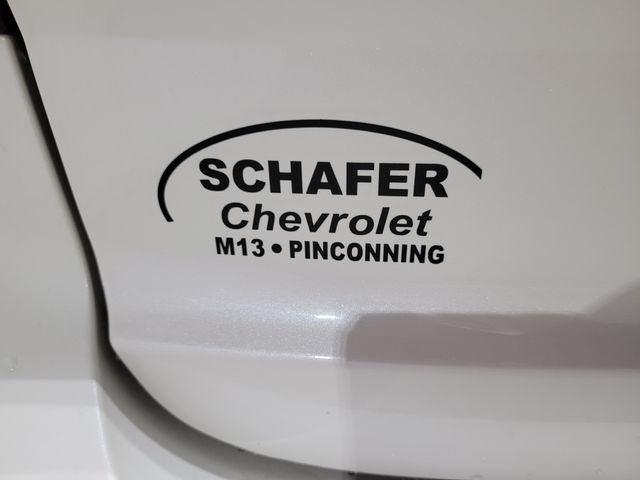 SCHAFER
Chevrolet
M13 • PINCONNING